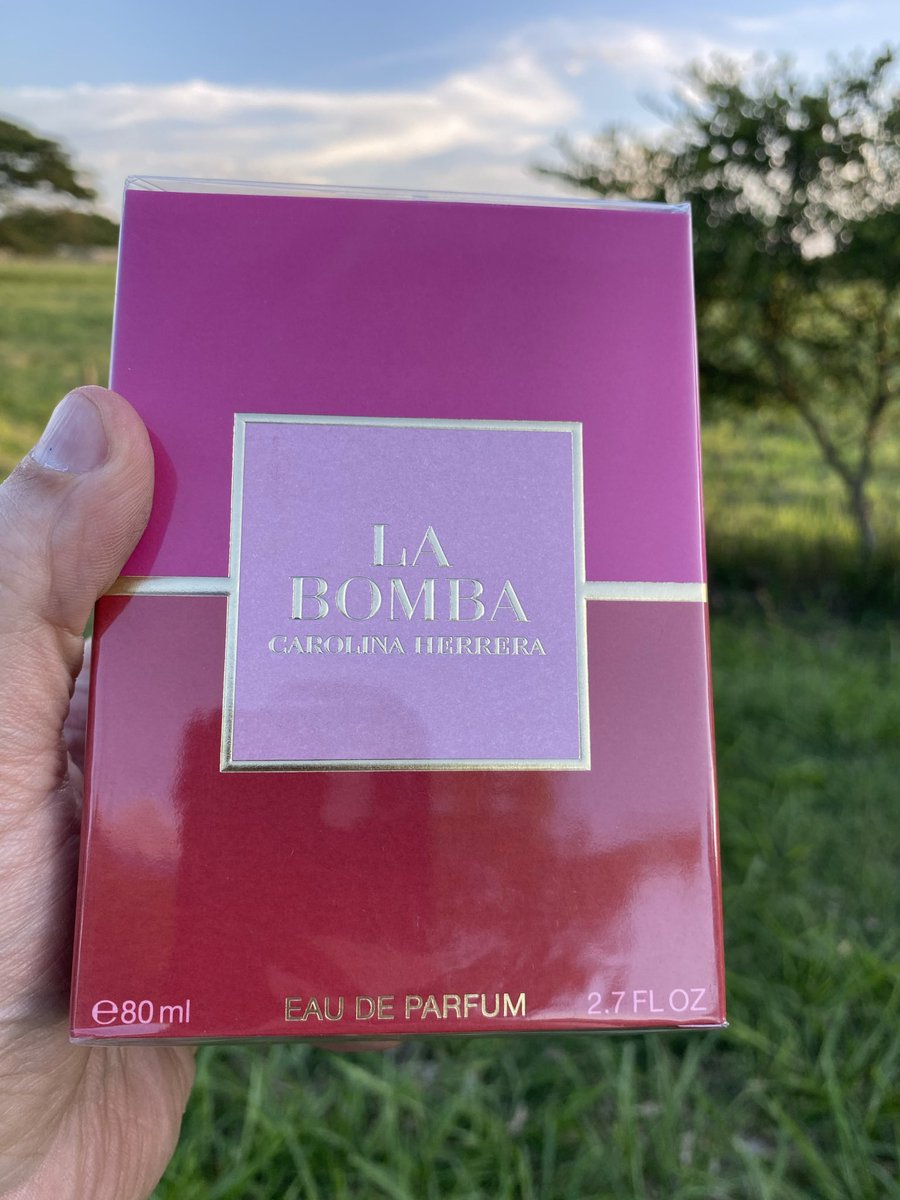 LA
BOMBA
CAROLINA HERRERA
℮80 ml EAU DE PARFUM 2.7 FL OZ